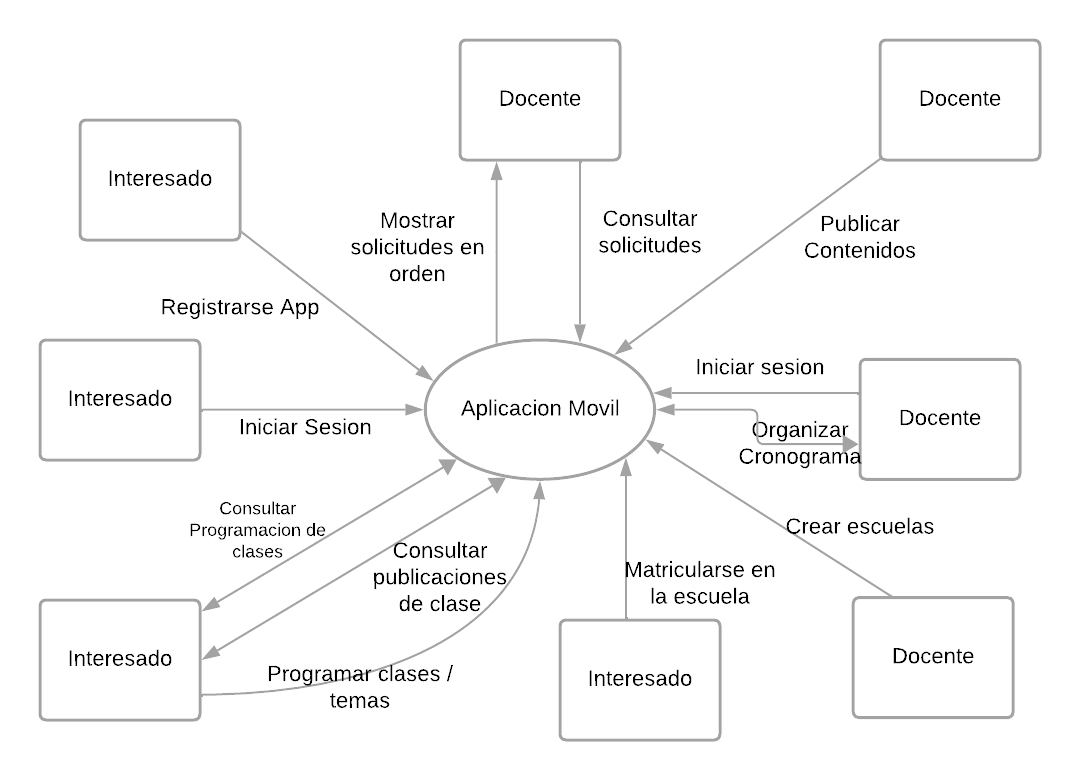 Docente
Docente
Interesado
Mostrar
solicitudes en
orden
Consultar
solicitudes
Publicar
Contenidos
Registrarse App
Interesado
Iniciar Sesion
Aplicacion Movil
Iniciar sesion
Docente
Organizar
Cronograma
Consultar
Programacion de
clases
Consultar
publicaciones
de clase
Crear escuelas
Matricularse en
la escuela
Interesado
Programar clases /
temas
Interesado
Docente